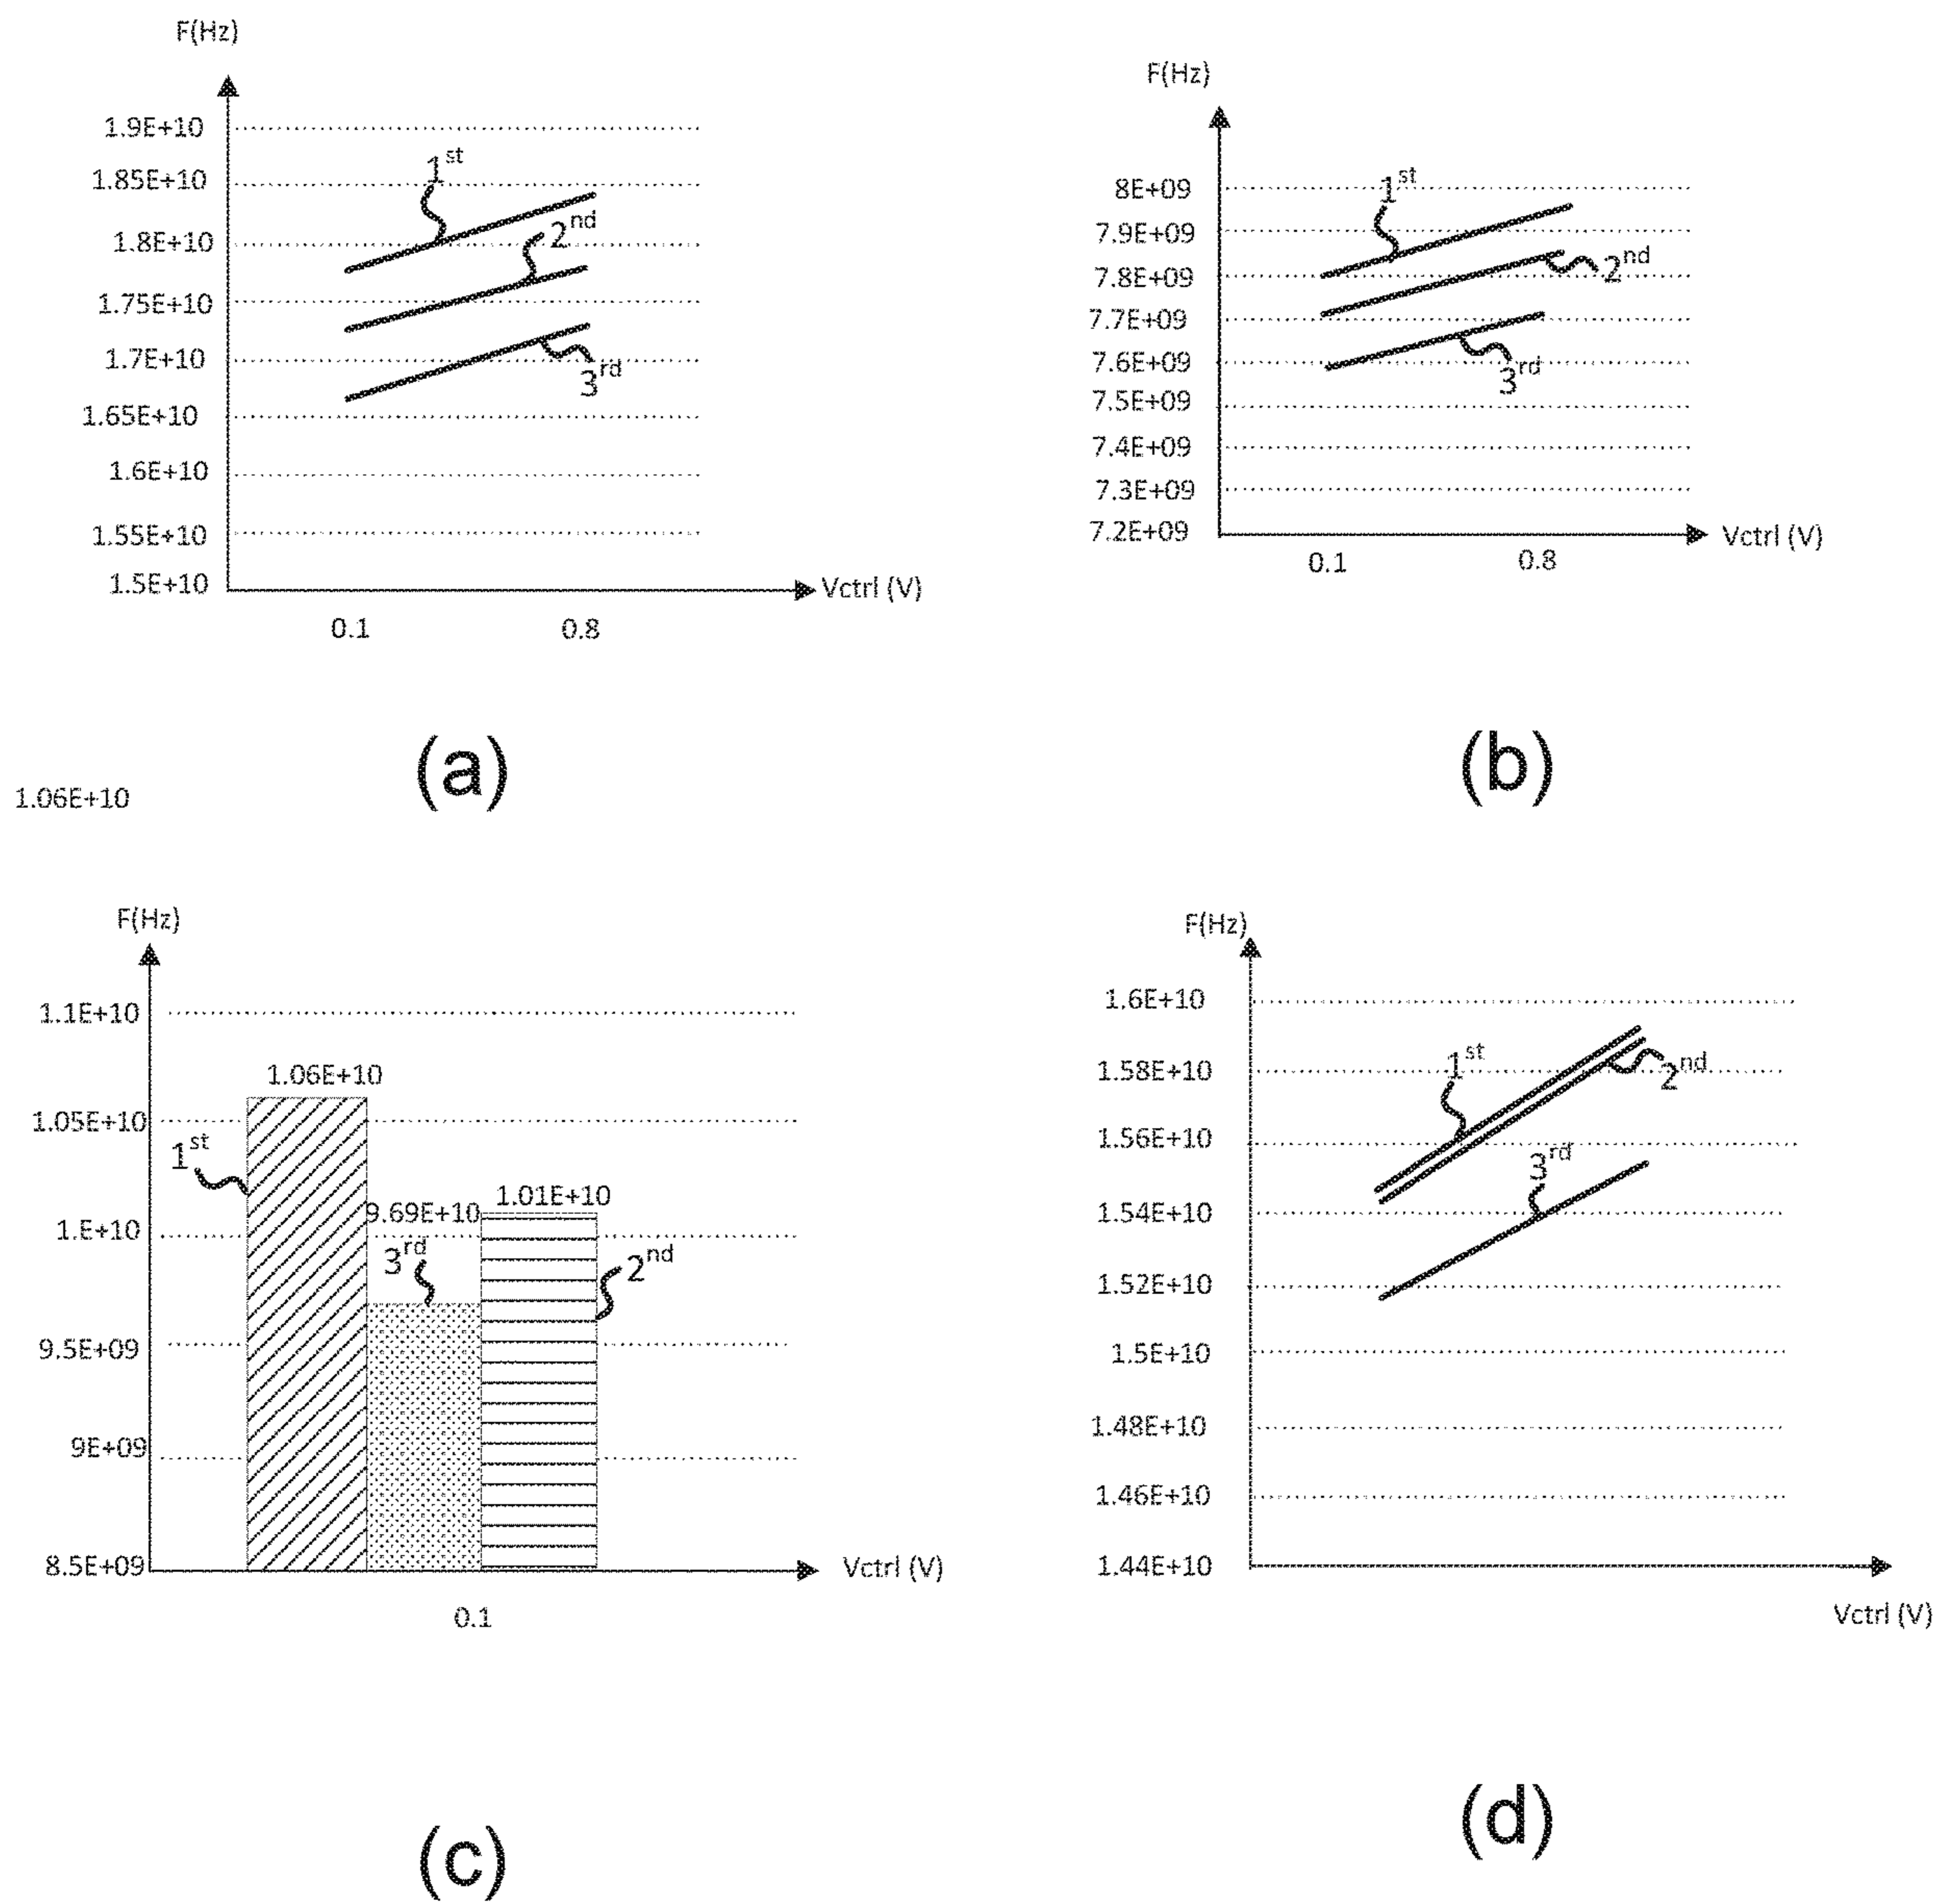 F(Hz)
1.9E+10
1.85E+10
1.8E+10
1.75E+10
1.7E+10
1.65E+10
1.6E+10
1.55E+10
1.5E+10
1st
2nd
3rd
Vctrl (V)
0.1 0.8
(a)
F(Hz)
8E+09
7.9E+09
7.8E+09
7.7E+09
7.6E+09
7.5E+09
7.4E+09
7.3E+09
7.2E+09
1st
2nd
3rd
Vctrl (V)
0.1 0.8
(b)
1.06E+10
F(Hz)
1.1E+10
1.05E+10
1.E+10
9.5E+09
9E+09
8.5E+09
1.06E+10
1st
9.69E+10
3rd
1.01E+10
2nd
Vctrl (V)
0.1
(c)
F(Hz)
1.6E+10
1.58E+10
1.56E+10
1.54E+10
1.52E+10
1.5E+10
1.48E+10
1.46E+10
1.44E+10
1st
2nd
3rd
Vctrl (V)
(d)